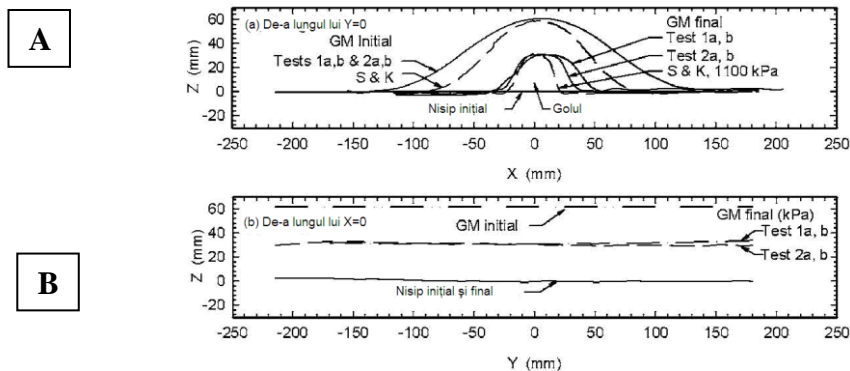 A
(a) De-a lungul lui Y=0
GM Inițial
Tests 1a,b & 2a,b
S & K
GM final
Test 1a, b
Test 2a, b
S & K, 1100 kPa
Nisip inițial
Golul
Z (mm)
60
40
20
0
-20
-250 -200 -150 -100 -50 0 50 100 150 200 250
X (mm)
B
(b) De-a lungul lui X=0
GM inițial
GM final (kPa)
Test 1a, b
Test 2a, b
Nisip inițial și final
Z (mm)
60
40
20
0
-20
-250 -200 -150 -100 -50 0 50 100 150 200 250
Y (mm)